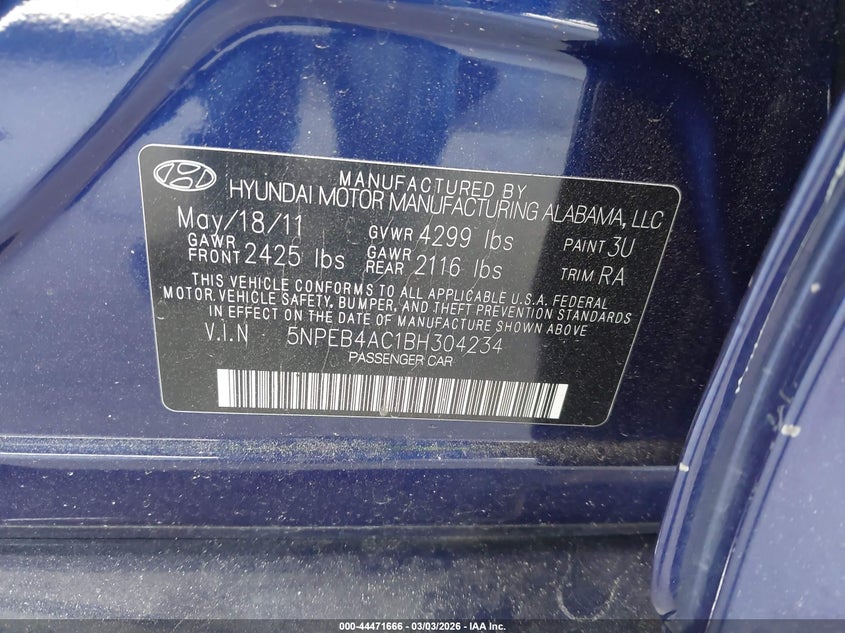 MANUFACTURED BY
HYUNDAI MOTOR MANUFACTURING ALABAMA, LLC
May/18/11 GVWR 4299 lbs PAINT 3U
GAWR FRONT 2425 lbs GAWR REAR 2116 lbs TRIM RA
THIS VEHICLE CONFORMS TO ALL APPLICABLE U.S.A. FEDERAL
MOTOR VEHICLE SAFETY, BUMPER, AND THEFT PREVENTION STANDARDS
IN EFFECT ON THE DATE OF MANUFACTURE SHOWN ABOVE
V.I.N 5NPEB4AC1BH304234
PASSENGER CAR
000-44471666 - 03/03/2026 - IAA Inc.